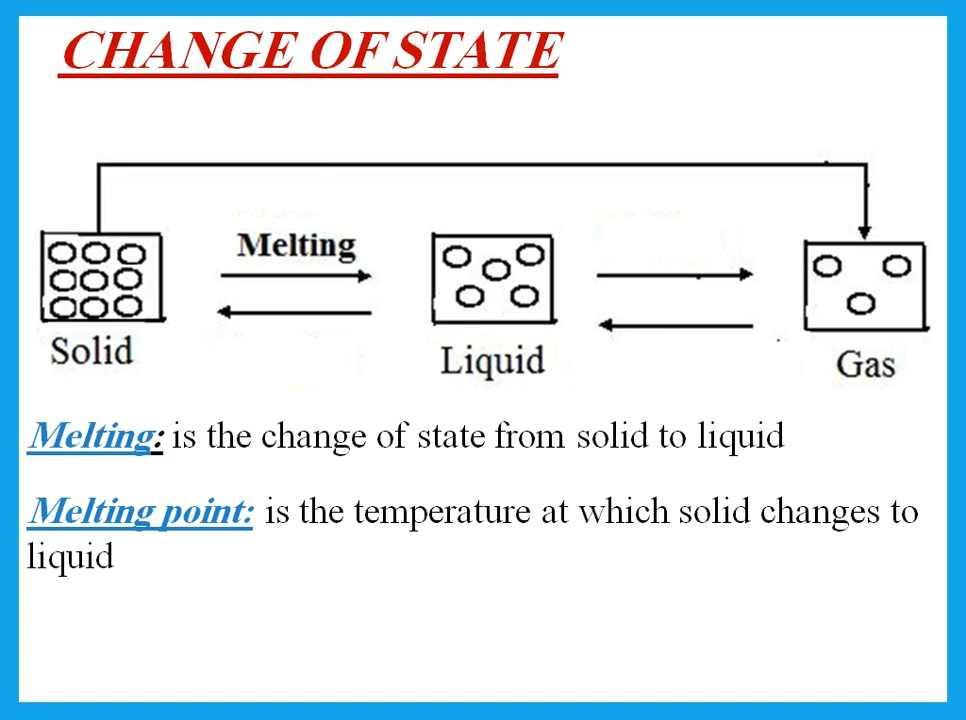 CHANGE OF STATE
Melting
Solid
Liquid
Gas
Melting: is the change of state from solid to liquid
Melting point: is the temperature at which solid changes to
liquid